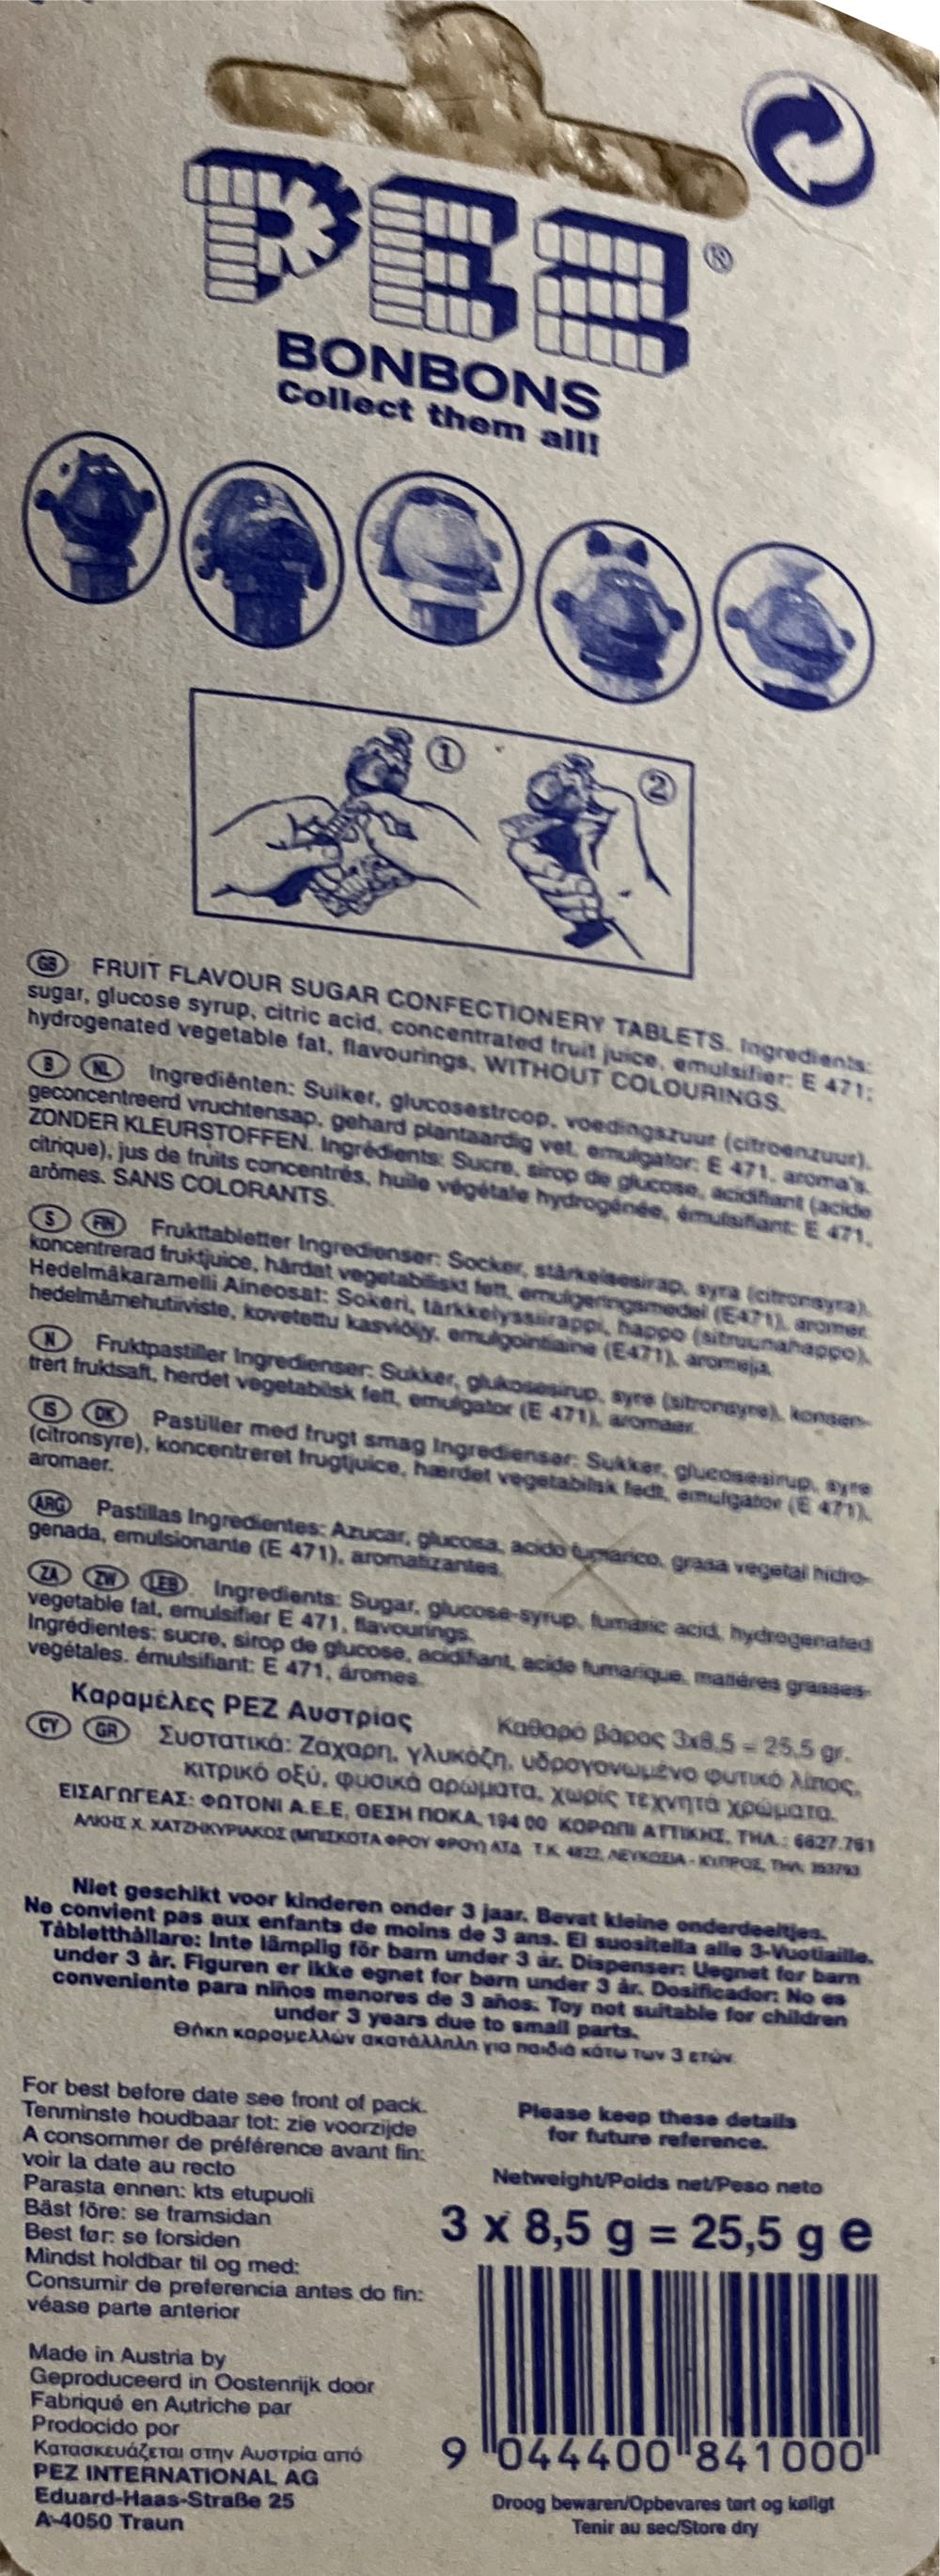 PEZ®
BONBONS
Collect them all!
1
2
GB FRUIT FLAVOUR SUGAR CONFECTIONERY TABLETS. Ingredients:
sugar, glucose syrup, citric acid, concentrated fruit juice, emulsifier: E 471;
hydrogenated vegetable fat, flavourings, WITHOUT COLOURINGS.
B NL Ingrediënten: Suiker, glucosestroop, voedingszuur (citroenzuur),
geconcentreerd vruchtensap, gehard plantaardig vet, emulgator: E 471, aroma's.
ZONDER KLEURSTOFFEN. Ingrédients: Sucre, sirop de glucose, acidifiant (acide
citrique), jus de fruits concentrés, huile végétale hydrogénée, émulsifiant: E 471,
arômes. SANS COLORANTS.
S FIN Frukttabletter Ingredienser: Socker, stärkelsesirap, syra (citronsyra),
koncentrerad fruktjuice, härdat vegetabiliskt fett, emulgeringsmedel (E471), aromer.
Hedelmäkaramelli Aineosat: Sokeri, tärkkelyssiirappi, happo (sitruunahappo),
hedelmämehutiiviste, kovetettu kasviöljy, emulgointiaine (E471), aromeja.
N Fruktpastiller Ingredienser: Sukker, glukosesirup, syre (sitronsyre), konsen-
trert fruktsaft, herdet vegetabilsk fett, emulgator (E 471), aromaer.
IS DK Pastiller med frugt smag Ingredienser: Sukker, glucosesirup, syre
(citronsyre), koncentreret frugtjuice, hærdet vegetabilsk fedt, emulgator (E 471),
aromaer.
ARG Pastillas Ingredientes: Azucar, glucosa, acido fumarico, grasa vegetal hidro-
genada, emulsionante (E 471), aromatizantes.
ZA ZW LEB Ingredients: Sugar, glucose-syrup, fumaric acid, hydrogenated
vegetable fat, emulsifier E 471, flavourings.
Ingrédientes: sucre, sirop de glucose, acidifiant, acide fumarique, matières grasses-
vegétales. émulsifiant: E 471, áromes.
Καραμέλες PEZ Αυστρίας Καθαρό βάρος 3x8,5 = 25,5 gr.
CY GR Συστατικά: Ζάχαρη, γλυκόζη, υδρογονωμένο φυτικό λίπος,
κιτρικό οξύ, φυσικά αρώματα, χωρίς τεχνητά χρώματα.
ΕΙΣΑΓΩΓΕΑΣ: ΦΩΤΟΝΙ Α.Ε.Ε, ΘΕΣΗ ΠΟΚΑ, 194 00 ΚΟΡΩΠΙ ΑΤΤΙΚΗΣ, ΤΗΛ.: 6627.761
ΑΛΚΗΣ Χ. ΧΑΤΖΗΚΥΡΙΑΚΟΣ (ΜΠΙΣΚΟΤΑ ΦΡΟΥ ΦΡΟΥ) ΛΤΔ Τ.Κ. 4822, ΛΕΥΚΩΣΙΑ - ΚΥΠΡΟΣ, ΤΗΛ.
Niet geschikt voor kinderen onder 3 jaar. Bevat kleine onderdeeltjes.
Ne convient pas aux enfants de moins de 3 ans. Ei suositella alle 3-Vuotiaille.
Tåbletthållare: Inte lämplig för barn under 3 år. Dispenser: Uegnet for børn
under 3 år. Figuren er ikke egnet for børn under 3 år. Dosificador: No es
conveniente para niños menores de 3 años. Toy not suitable for children
under 3 years due to small parts.
Θήκη καραμελλών ακατάλληλη για παιδιά κάτω των 3 ετών.
For best before date see front of pack.
Tenminste houdbaar tot: zie voorzijde
A consommer de préférence avant fin:
voir la date au recto
Parasta ennen: kts etupuoli
Bäst före: se framsidan
Best før: se forsiden
Mindst holdbar til og med:
Consumir de preferencia antes do fin:
véase parte anterior
Please keep these details
for future reference.
Netweight/Poids net/Peso neto
3 x 8,5 g = 25,5 g e
Made in Austria by
Geproduceerd in Oostenrijk door
Fabriqué en Autriche par
Prodocido por
Κατασκευάζεται στην Αυστρία από
PEZ INTERNATIONAL AG
Eduard-Haas-Straße 25
A-4050 Traun
9 044400 841000
Droog bewaren/Opbevares tørt og køligt
Tenir au sec/Store dry